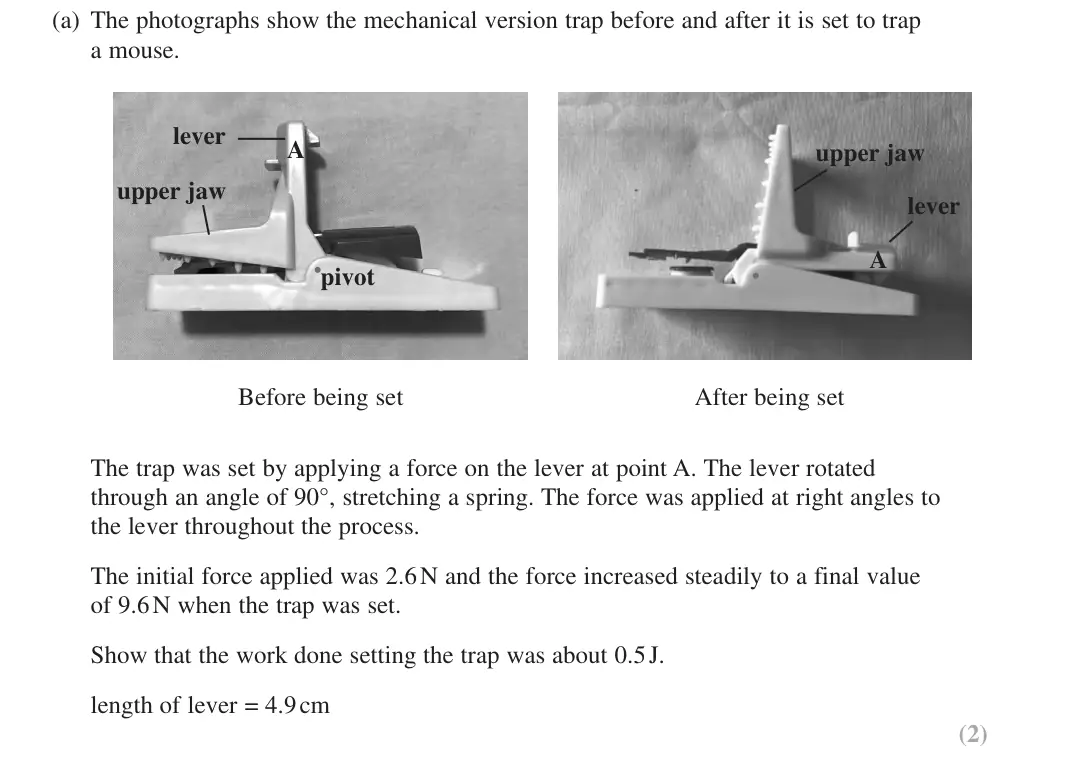 (a) The photographs show the mechanical version trap before and after it is set to trap
a mouse.
lever
A
upper jaw
pivot
upper jaw
lever
A
Before being set
After being set
The trap was set by applying a force on the lever at point A. The lever rotated
through an angle of 90°, stretching a spring. The force was applied at right angles to
the lever throughout the process.
The initial force applied was 2.6 N and the force increased steadily to a final value
of 9.6 N when the trap was set.
Show that the work done setting the trap was about 0.5 J.
length of lever = 4.9 cm
(2)